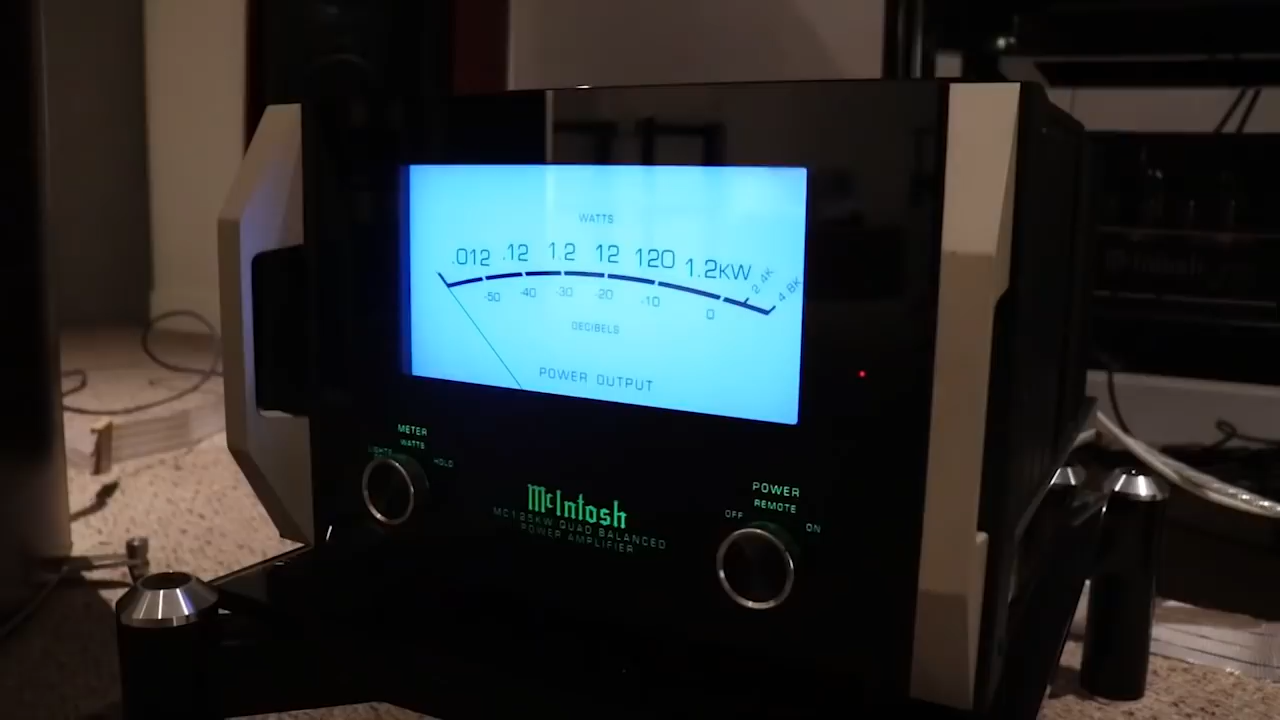 WATTS
.012 .12 1.2 12 120 1.2KW 2.4K 4.8K
-50 -40 -30 -20 -10 0
DECIBELS
POWER OUTPUT
METER
WATTS
LIGHTS HOLD
McIntosh
MC1.25KW QUAD BALANCED
POWER AMPLIFIER
POWER
REMOTE
OFF ON